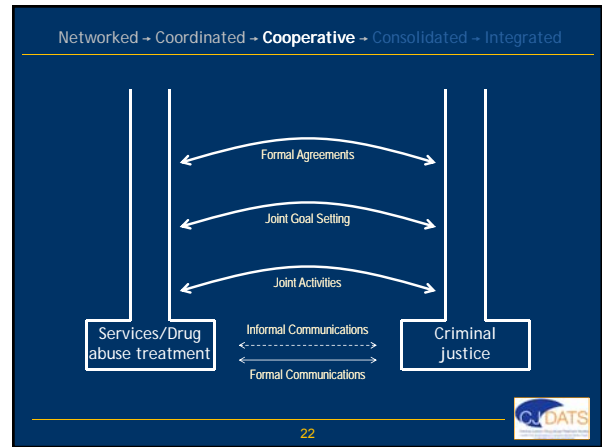 Networked → Coordinated → Cooperative → Consolidated → Integrated
Formal Agreements
Joint Goal Setting
Joint Activities
Services/Drug
abuse treatment
Informal Communications
Formal Communications
Criminal
justice
CJDATS
22